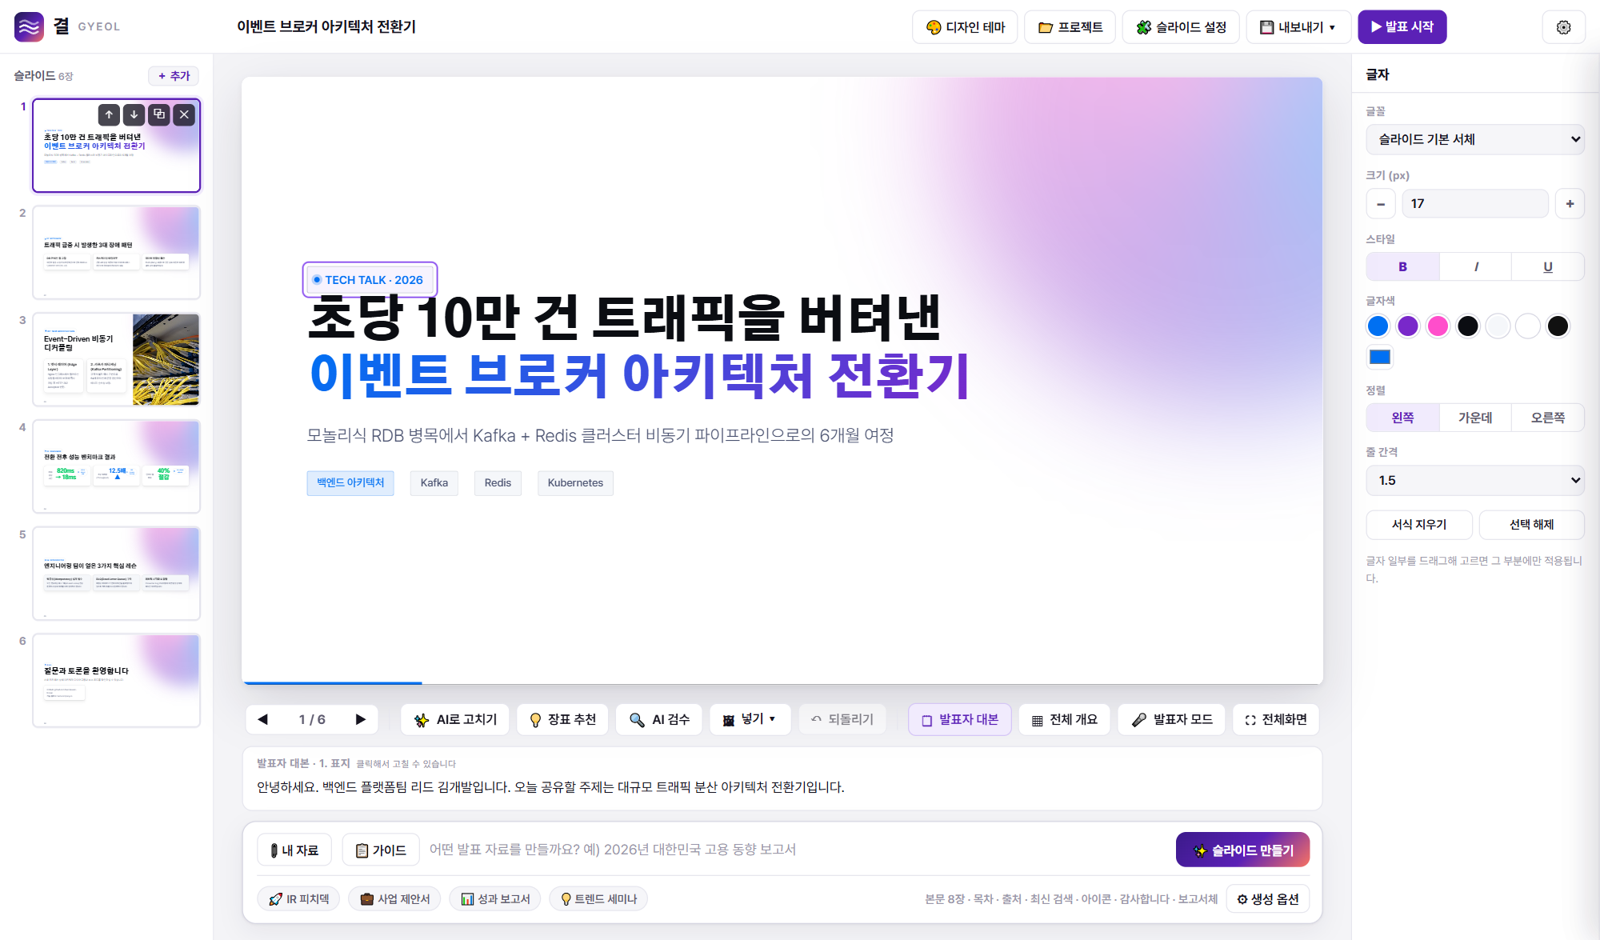 결 GYEOL
이벤트 브로커 아키텍처 전환기
🎨 디자인 테마
📂 프로젝트
🧩 슬라이드 설정
💾 내보내기 ▼
▶ 발표 시작
슬라이드 6장
+ 추가
1
초당 10만 건 트래픽을 버텨낸
이벤트 브로커 아키텍처 전환기
2
트래픽 급증 시 발생한 3대 장애 패턴
3
Event-Driven 비동기
디커플링
4
전환 전후 성능 벤치마크 결과
820ms
→ 18ms
12.5배
▲
40%
절감
5
엔지니어링 팀이 얻은 3가지 핵심 레슨
6
질문과 토론을 환영합니다
TECH TALK · 2026
초당 10만 건 트래픽을 버텨낸
이벤트 브로커 아키텍처 전환기
모놀리식 RDB 병목에서 Kafka + Redis 클러스터 비동기 파이프라인으로의 6개월 여정
백엔드 아키텍처
Kafka
Redis
Kubernetes
◀ 1 / 6 ▶
✨ AI로 고치기
💡 장표 추천
🔍 AI 검수
넣기 ▼
↶ 되돌리기
발표자 대본
▦ 전체 개요
🎤 발표자 모드
⛶ 전체화면
발표자 대본 · 1. 표지 클릭해서 고칠 수 있습니다
안녕하세요. 백엔드 플랫폼팀 리드 김개발입니다. 오늘 공유할 주제는 대규모 트래픽 분산 아키텍처 전환기입니다.
내 자료
📋 가이드
어떤 발표 자료를 만들까요? 예) 2026년 대한민국 고용 동향 보고서
✨ 슬라이드 만들기
🚀 IR 피치덱
💼 사업 제안서
📊 성과 보고서
💡 트렌드 세미나
본문 8장 · 목차 · 출처 · 최신 검색 · 아이콘 · 감사합니다 · 보고서체
⚙ 생성 옵션
글자
글꼴
슬라이드 기본 서체
크기 (px)
− 17 +
스타일
B I U
글자색
정렬
왼쪽 가운데 오른쪽
줄 간격
1.5
서식 지우기
선택 해제
글자 일부를 드래그해 고르면 그 부분에만 적용됩니
다.